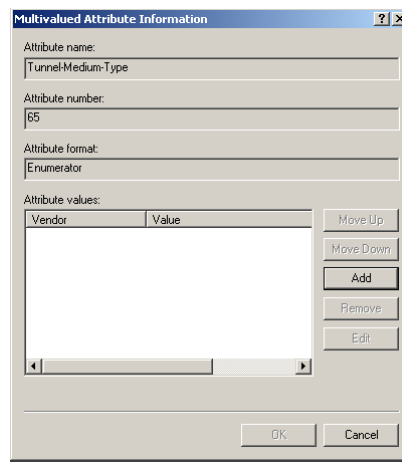 Multivalued Attribute Information
Attribute name:
Tunnel-Medium-Type
Attribute number:
65
Attribute format:
Enumerator
Attribute values:
Vendor Value
Move Up
Move Down
Add
Remove
Edit
OK Cancel